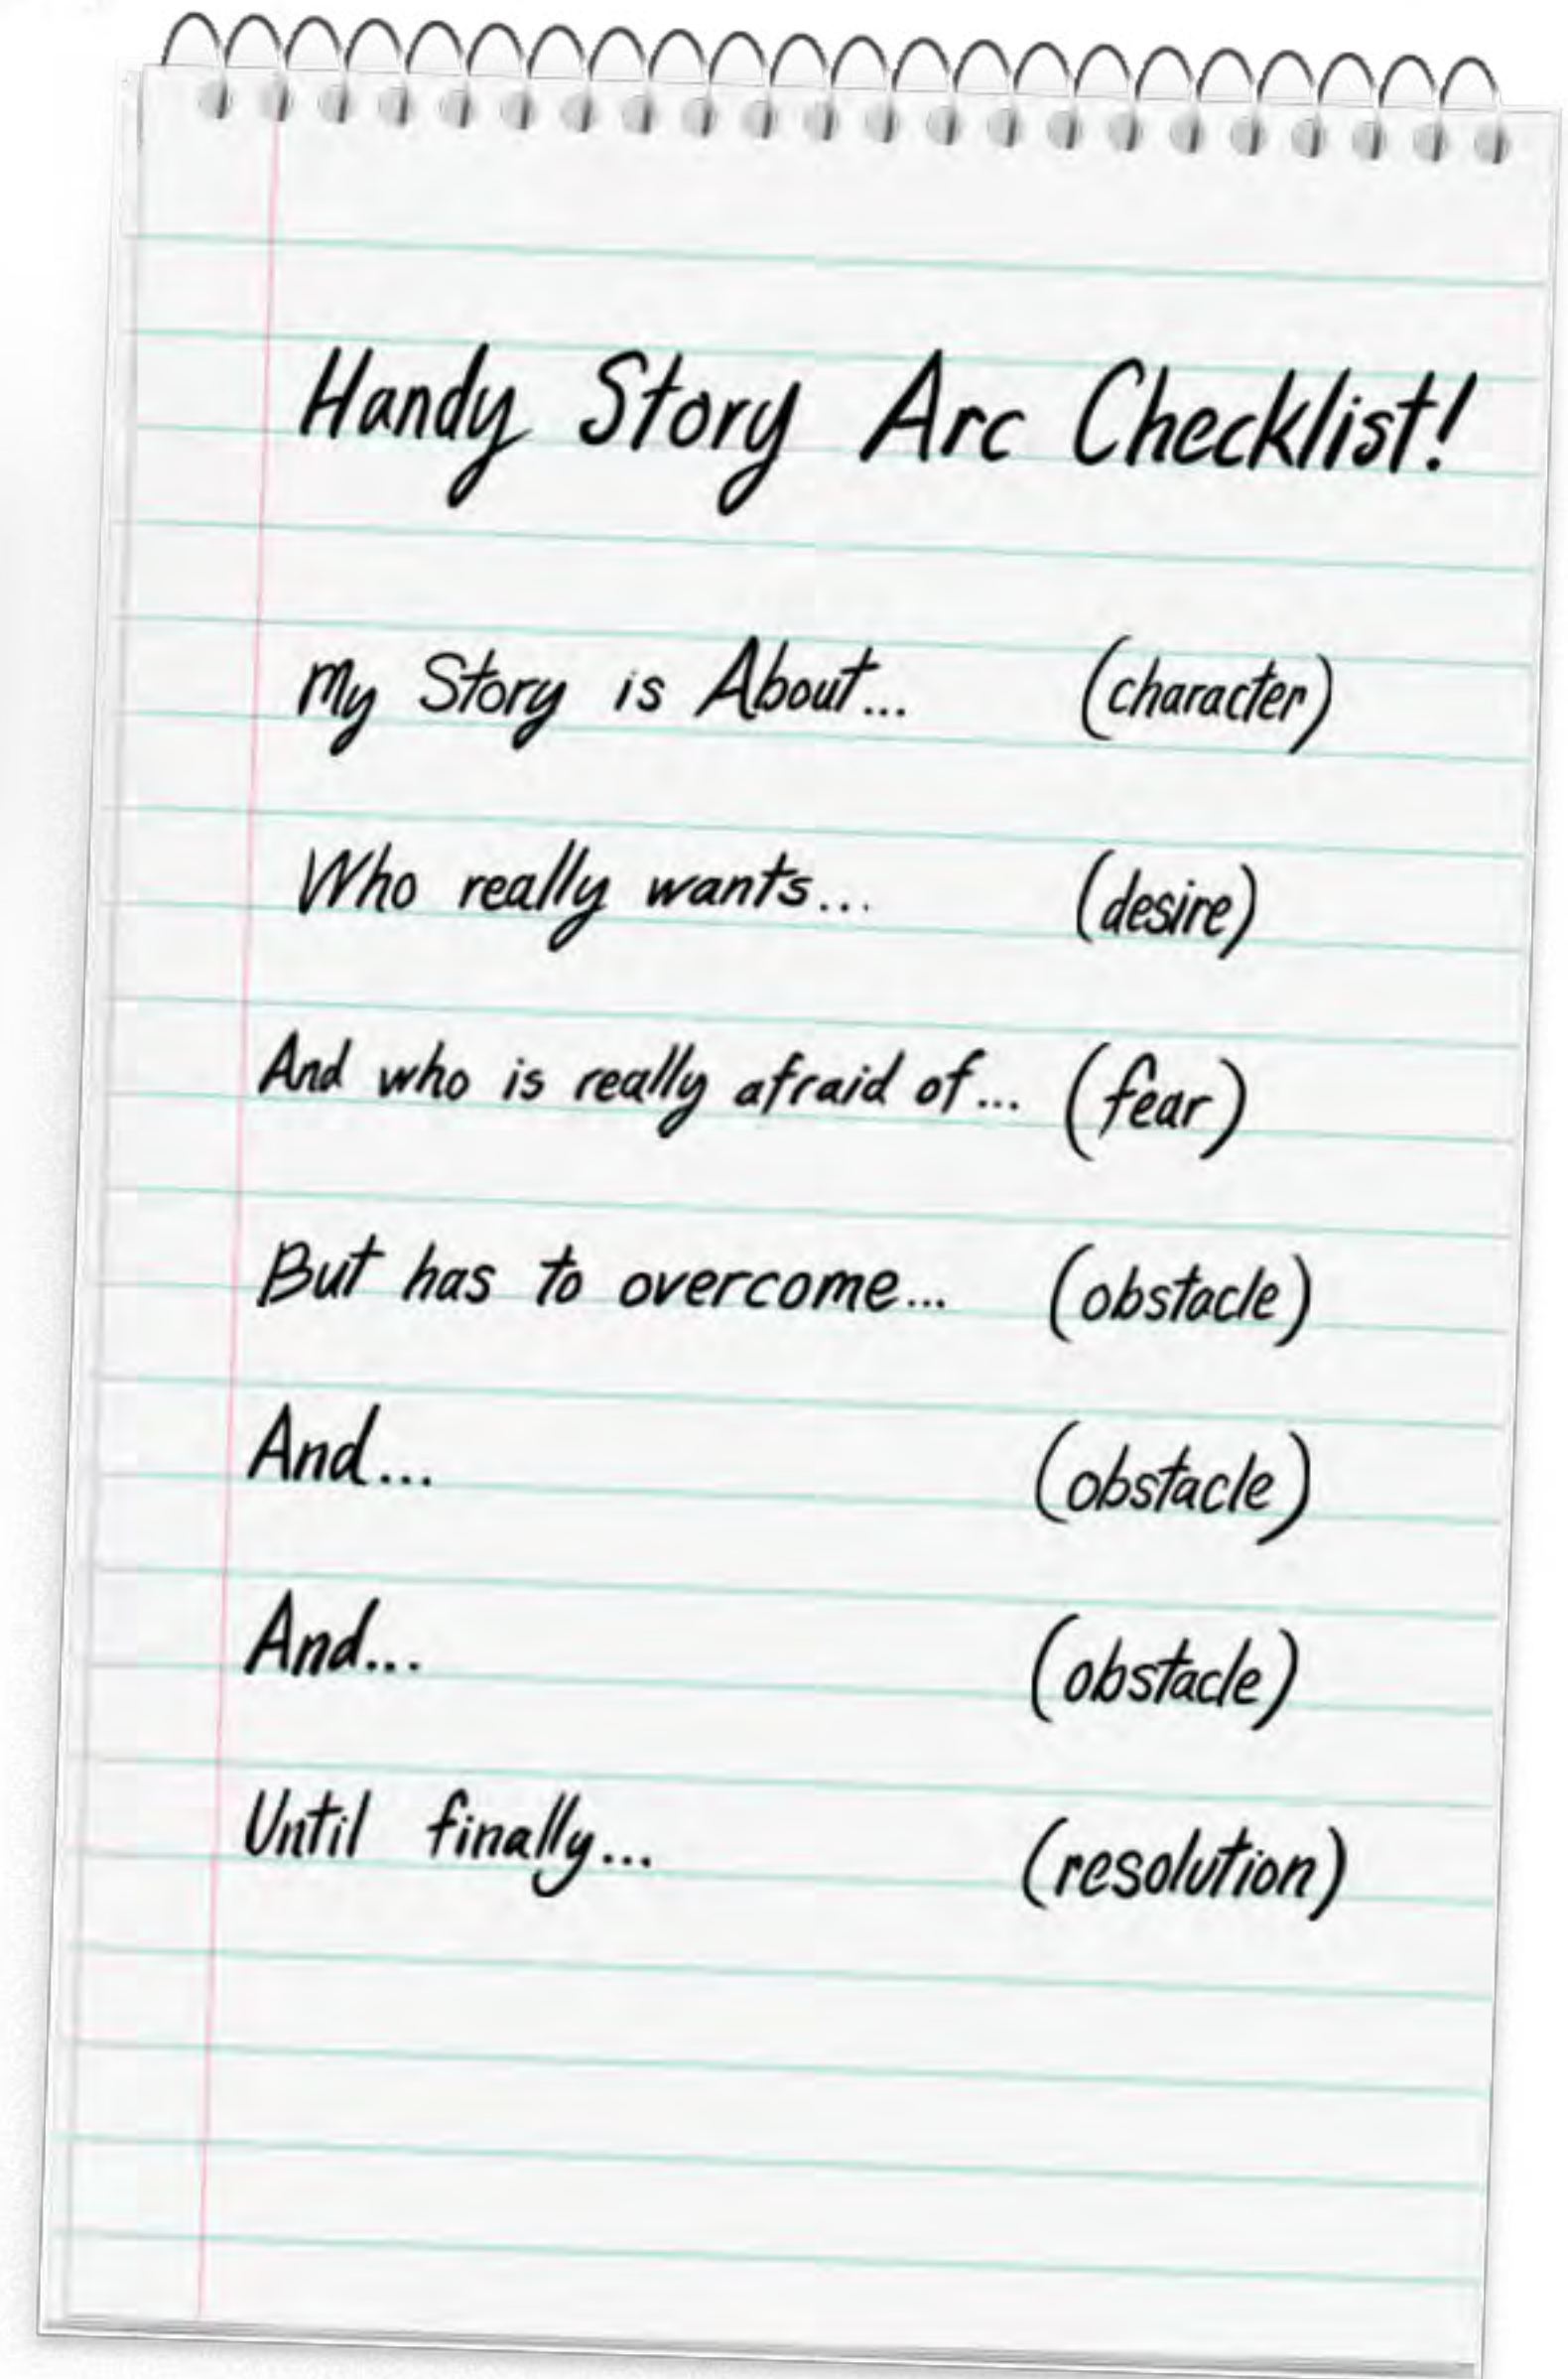 Handy Story Arc Checklist!
My Story is About... (character)
Who really wants... (desire)
And who is really afraid of... (fear)
But has to overcome... (obstacle)
And... (obstacle)
And... (obstacle)
Until finally... (resolution)